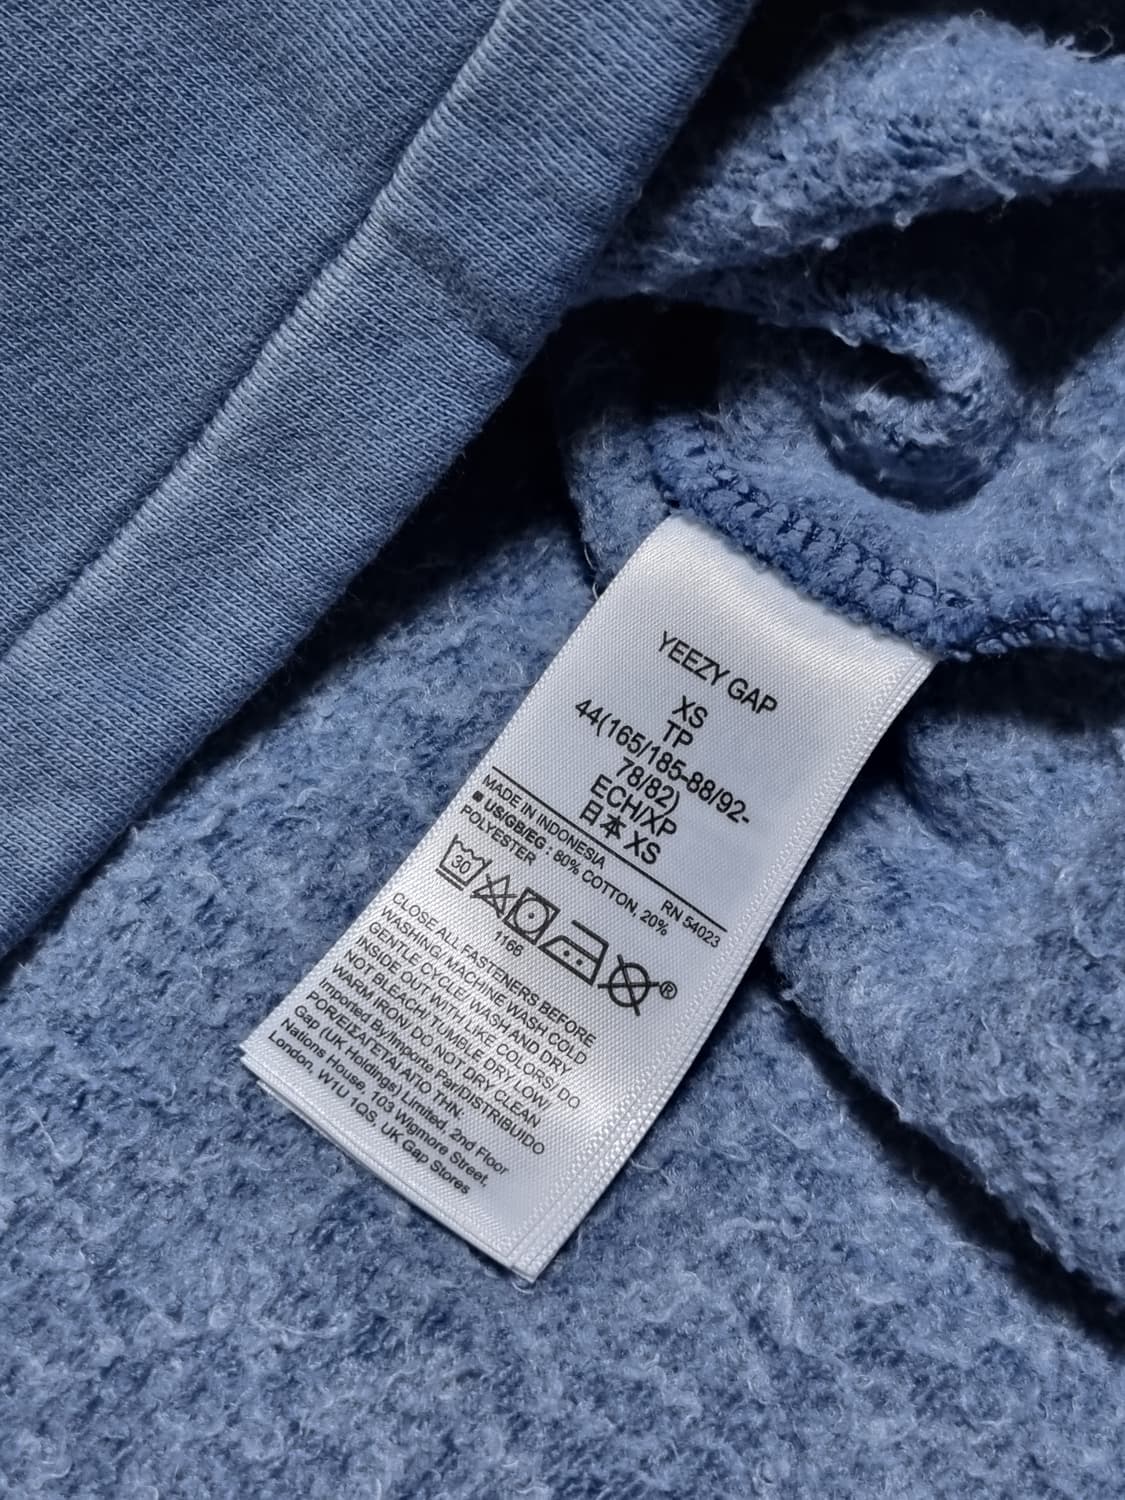 YEEZY GAP
XS
TP
44(165/185-88/92-
78/82)
ECH/XP
日本 XS
MADE IN INDONESIA RN 54023
■ US/GB/EG : 80% COTTON, 20%
POLYESTER
30
1166
®
CLOSE ALL FASTENERS BEFORE
WASHING/ MACHINE WASH COLD
GENTLE CYCLE/ WASH AND DRY
INSIDE OUT WITH LIKE COLORS/ DO
NOT BLEACH/ TUMBLE DRY LOW/
WARM IRON/ DO NOT DRY CLEAN
Imported By/Importe Par/DISTRIBUIDO
POR/ΕΙΣΑΓΕΤΑΙ ΑΠΟ ΤΗΝ:
Gap (UK Holdings) Limited, 2nd Floor
Nations House, 103 Wigmore Street,
London, W1U 1QS, UK Gap Stores